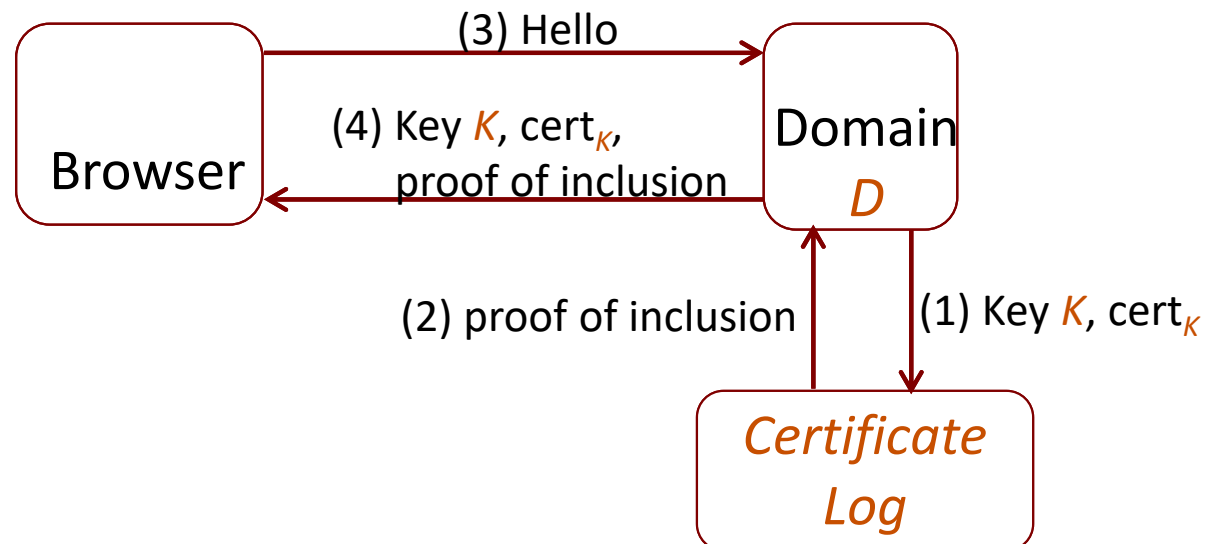 (3) Hello
(4) Key K, cert_K,
proof of inclusion
Browser
Domain
D
(2) proof of inclusion
(1) Key K, cert_K
Certificate
Log